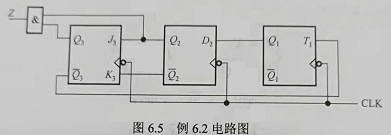 Z
&
Q₃ J₃ Q₂ D₂ Q₁ T₁
Q̅₃ K₃ Q̅₂ Q̅₁
CLK
图 6.5 例 6.2 电路图